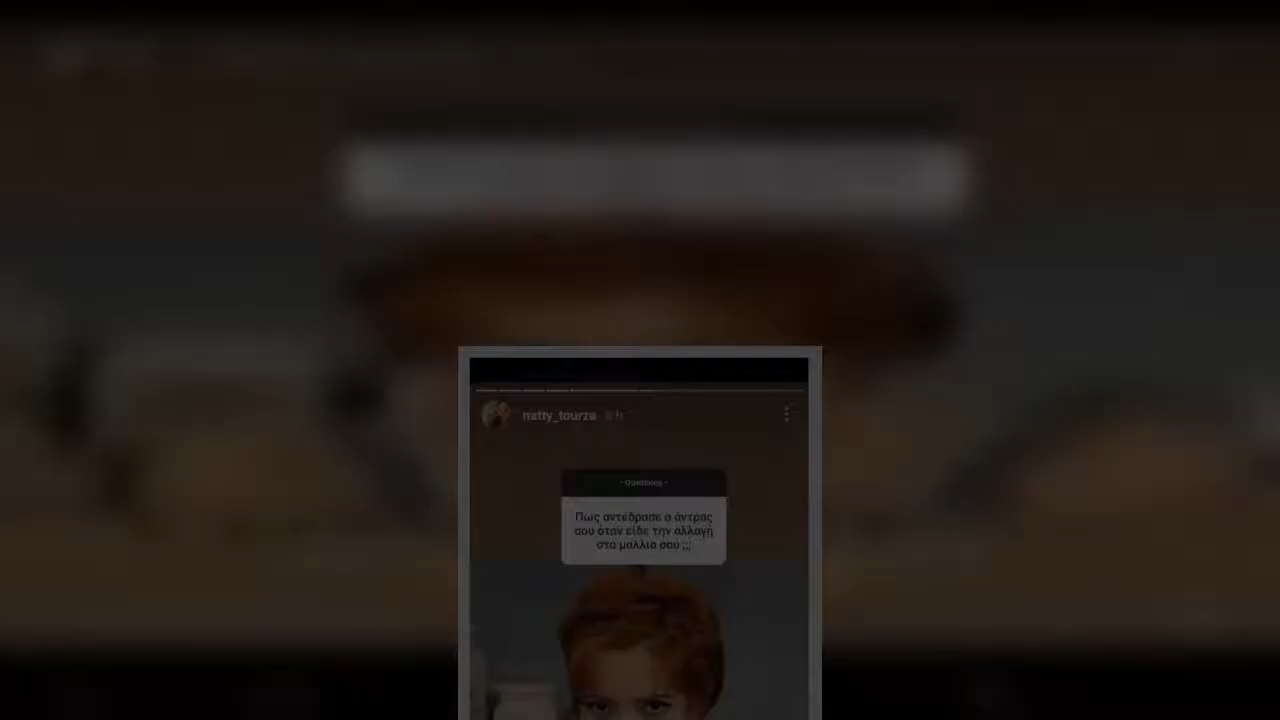 natty_tourza
- Questions -
Πως αντέδρασε ο άντρας
σου όταν είδε την αλλαγή
στα μαλλιά σου ;;;